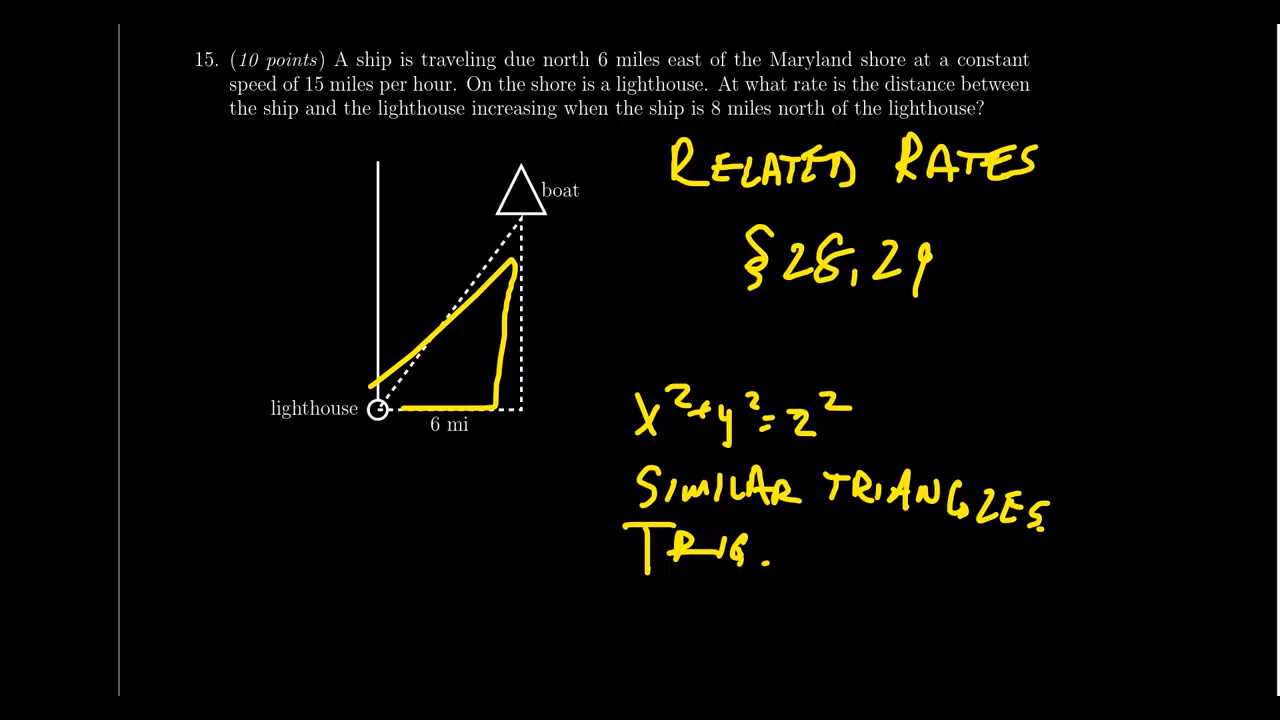 15. (10 points) A ship is traveling due north 6 miles east of the Maryland shore at a constant
speed of 15 miles per hour. On the shore is a lighthouse. At what rate is the distance between
the ship and the lighthouse increasing when the ship is 8 miles north of the lighthouse?
RELATED RATES
boat
§28,29
x²+y²=z²
lighthouse
6 mi
SIMILAR TRIANGLES.
TRIG.